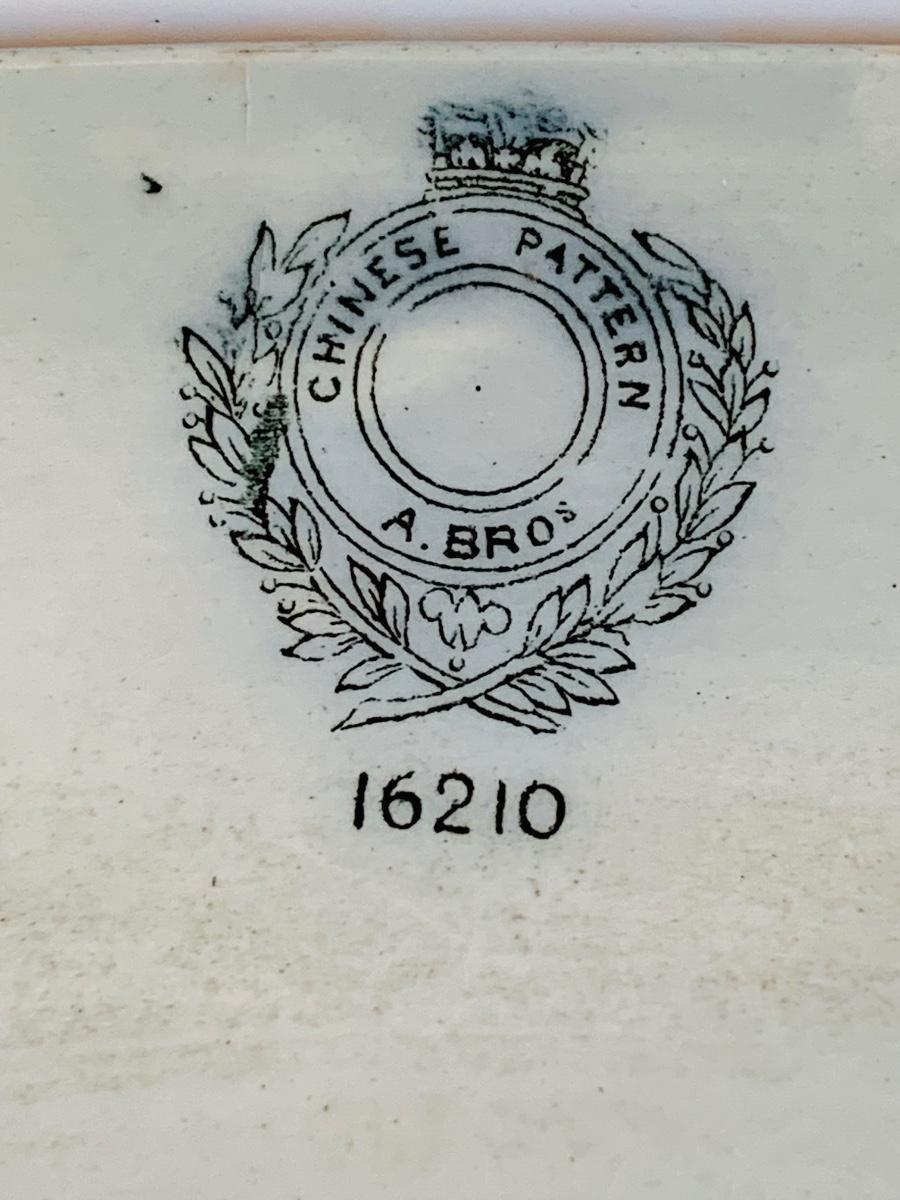 CHINESE PATTERN
A. BROˢ
16210